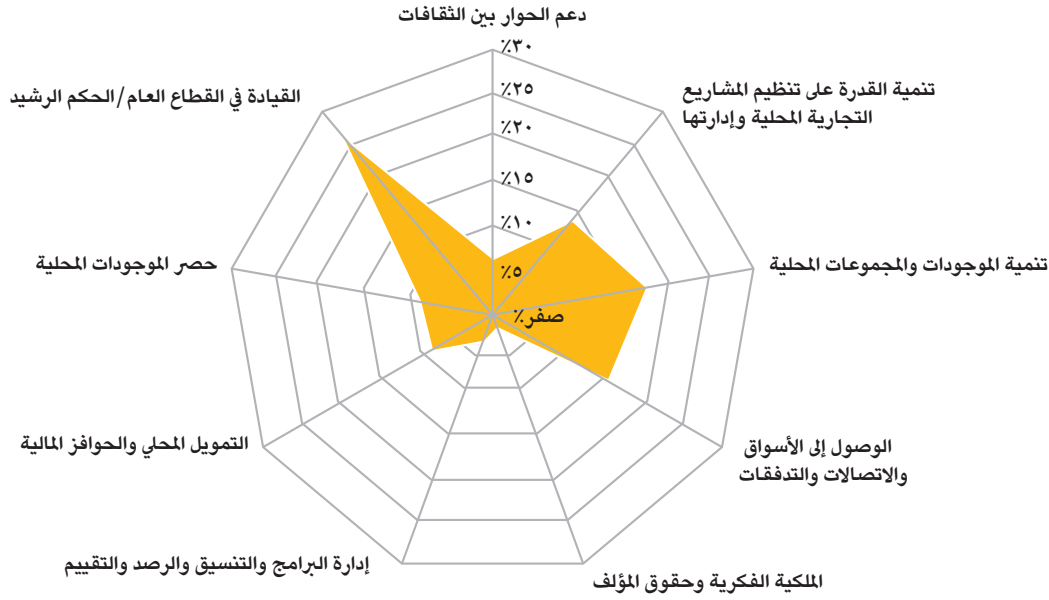 دعم الحوار بين الثقافات
٪٣٠
٪٢٥
٪٢٠
٪١٥
٪١٠
٪٥
صفر٪
تنمية القدرة على تنظيم المشاريع
التجارية المحلية وإدارتها
تنمية الموجودات والمجموعات المحلية
الوصول إلى الأسواق
والاتصالات والتدفقات
الملكية الفكرية وحقوق المؤلف
إدارة البرامج والتنسيق والرصد والتقييم
التمويل المحلي والحوافز المالية
حصر الموجودات المحلية
القيادة في القطاع العام/الحكم الرشيد